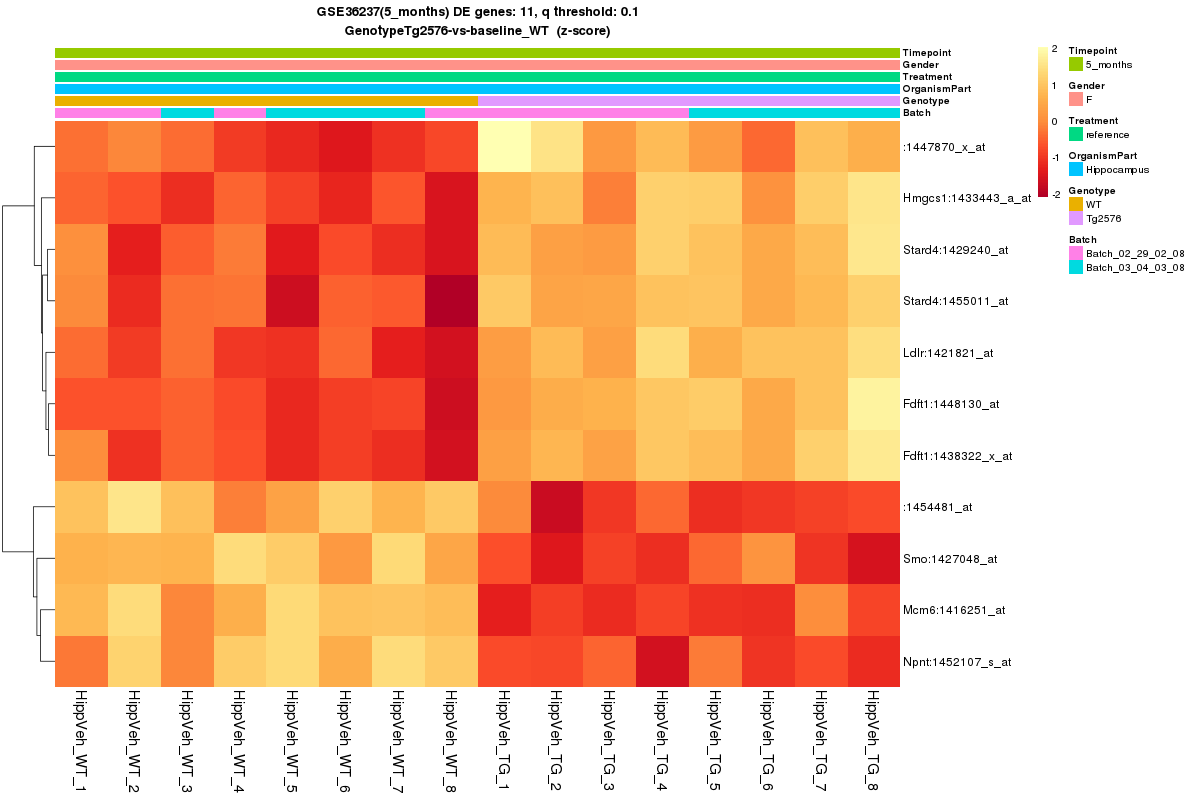 GSE36237(5_months) DE genes: 11, q threshold: 0.1
GenotypeTg2576-vs-baseline_WT (z-score)
Timepoint
Gender
Treatment
OrganismPart
Genotype
Batch
:1447870_x_at
Hmgcs1:1433443_a_at
Stard4:1429240_at
Stard4:1455011_at
Ldlr:1421821_at
Fdft1:1448130_at
Fdft1:1438322_x_at
:1454481_at
Smo:1427048_at
Mcm6:1416251_at
Npnt:1452107_s_at
HippVeh_WT_1
HippVeh_WT_2
HippVeh_WT_3
HippVeh_WT_4
HippVeh_WT_5
HippVeh_WT_6
HippVeh_WT_7
HippVeh_WT_8
HippVeh_TG_1
HippVeh_TG_2
HippVeh_TG_3
HippVeh_TG_4
HippVeh_TG_5
HippVeh_TG_6
HippVeh_TG_7
HippVeh_TG_8
2
1
0
-1
-2
Timepoint
5_months
Gender
F
Treatment
reference
OrganismPart
Hippocampus
Genotype
WT
Tg2576
Batch
Batch_02_29_02_08
Batch_03_04_03_08